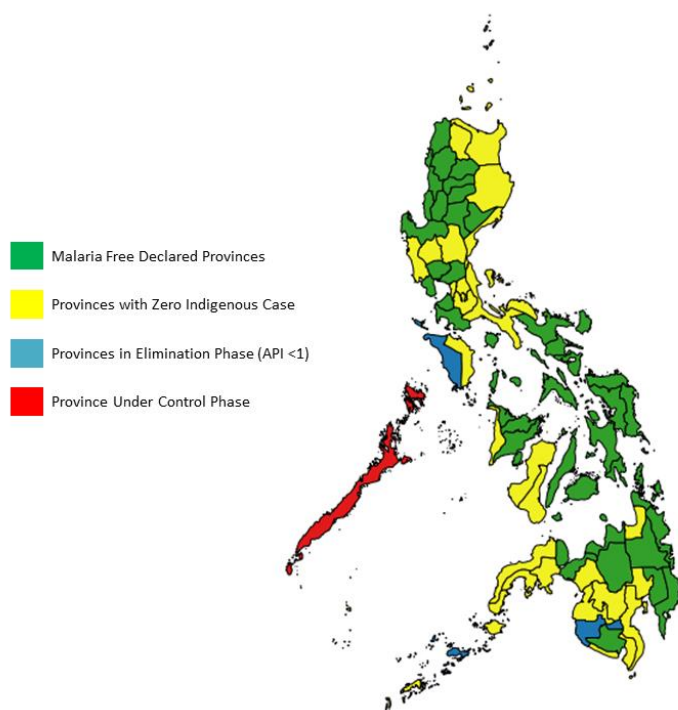 Malaria Free Declared Provinces
Provinces with Zero Indigenous Case
Provinces in Elimination Phase (API <1)
Province Under Control Phase